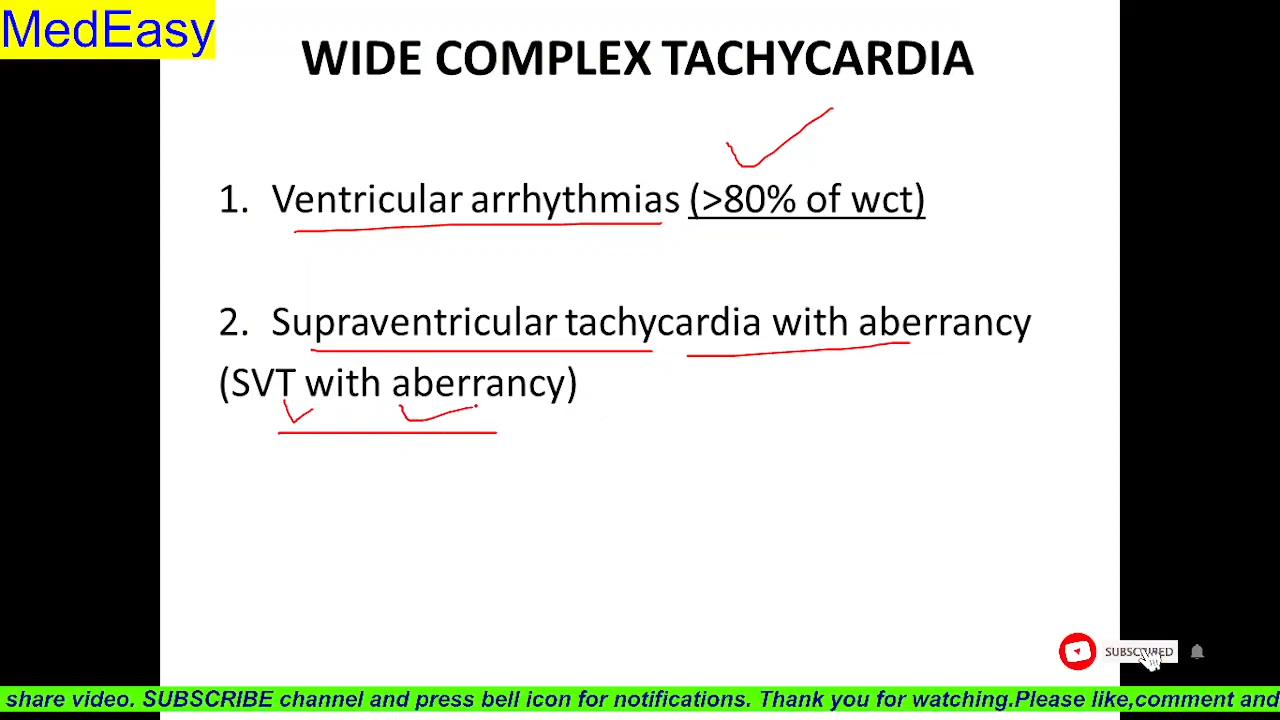 MedEasy
WIDE COMPLEX TACHYCARDIA
1. Ventricular arrhythmias (>80% of wct)
2. Supraventricular tachycardia with aberrancy
(SVT with aberrancy)
SUBSCRIBED
share video. SUBSCRIBE channel and press bell icon for notifications. Thank you for watching.Please like,comment and